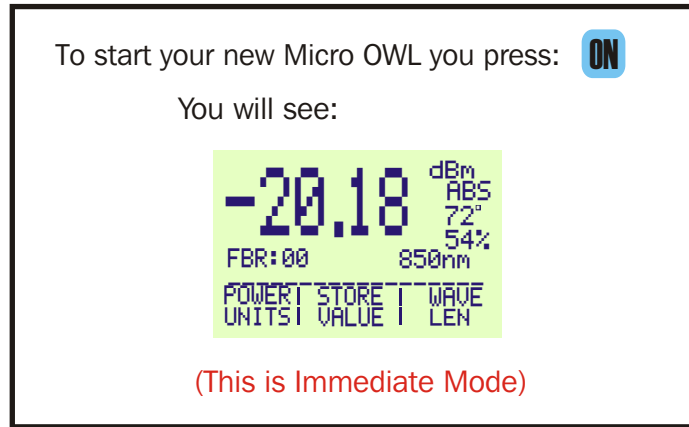 To start your new Micro OWL you press: ON
You will see:
-20.18 dBm
ABS
72°
54%
FBR:00 850nm
POWER| STORE | WAVE
UNITS| VALUE | LEN
(This is Immediate Mode)